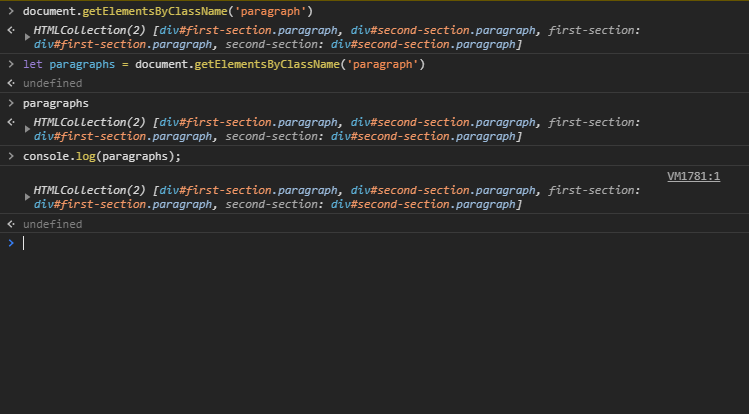 document.getElementsByClassName('paragraph')
HTMLCollection(2) [div#first-section.paragraph, div#second-section.paragraph, first-section:
div#first-section.paragraph, second-section: div#second-section.paragraph]
let paragraphs = document.getElementsByClassName('paragraph')
undefined
paragraphs
HTMLCollection(2) [div#first-section.paragraph, div#second-section.paragraph, first-section:
div#first-section.paragraph, second-section: div#second-section.paragraph]
console.log(paragraphs);
VM1781:1
HTMLCollection(2) [div#first-section.paragraph, div#second-section.paragraph, first-section:
div#first-section.paragraph, second-section: div#second-section.paragraph]
undefined